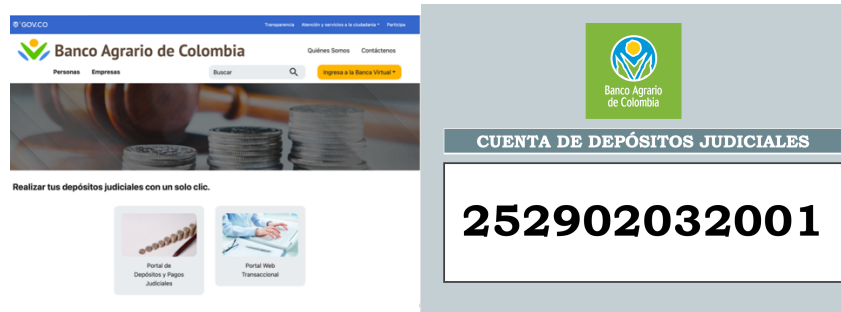 GOV.CO
Transparencia Atención y servicios a la ciudadanía Participa
Banco Agrario de Colombia
Quiénes Somos Contáctenos
Personas Empresas Buscar Ingresa a la Banca Virtual
Realizar tus depósitos judiciales con un solo clic.
Portal de
Depósitos y Pagos
Judiciales
Portal Web
Transaccional
Banco Agrario
de Colombia
CUENTA DE DEPÓSITOS JUDICIALES
252902032001